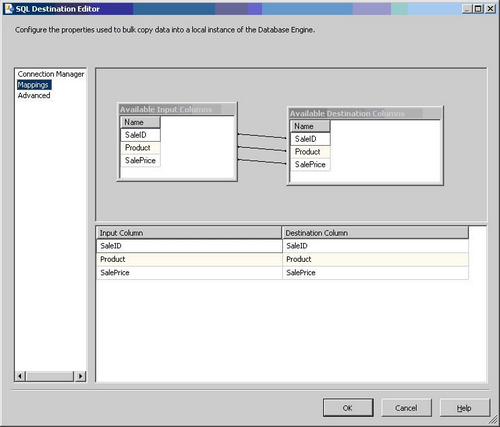 SQL Destination Editor
Configure the properties used to bulk copy data into a local instance of the Database Engine.
Connection Manager
Mappings
Advanced
Available Input Columns
Name
SaleID
Product
SalePrice
Available Destination Columns
Name
SaleID
Product
SalePrice
Input Column Destination Column
SaleID SaleID
Product Product
SalePrice SalePrice
OK Cancel Help